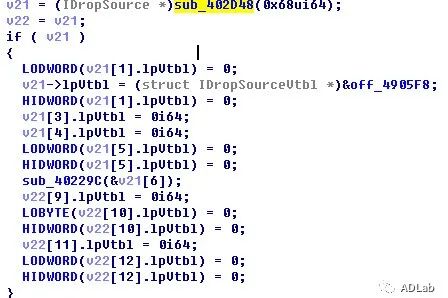 v21 = (IDropSource *)sub_402D48(0x68ui64);
v22 = v21;
if ( v21 )
{
LODWORD(v21[1].lpVtbl) = 0;
v21->lpVtbl = (struct IDropSourceVtbl *)&off_4905F8;
HIDWORD(v21[1].lpVtbl) = 0;
v21[3].lpVtbl = 0i64;
v21[4].lpVtbl = 0i64;
LODWORD(v21[5].lpVtbl) = 0;
HIDWORD(v21[5].lpVtbl) = 0;
sub_40229C(&v21[6]);
v22[9].lpVtbl = 0i64;
LOBYTE(v22[10].lpVtbl) = 0;
HIDWORD(v22[10].lpVtbl) = 0;
v22[11].lpVtbl = 0i64;
LODWORD(v22[12].lpVtbl) = 0;
HIDWORD(v22[12].lpVtbl) = 0;
}
ADLab